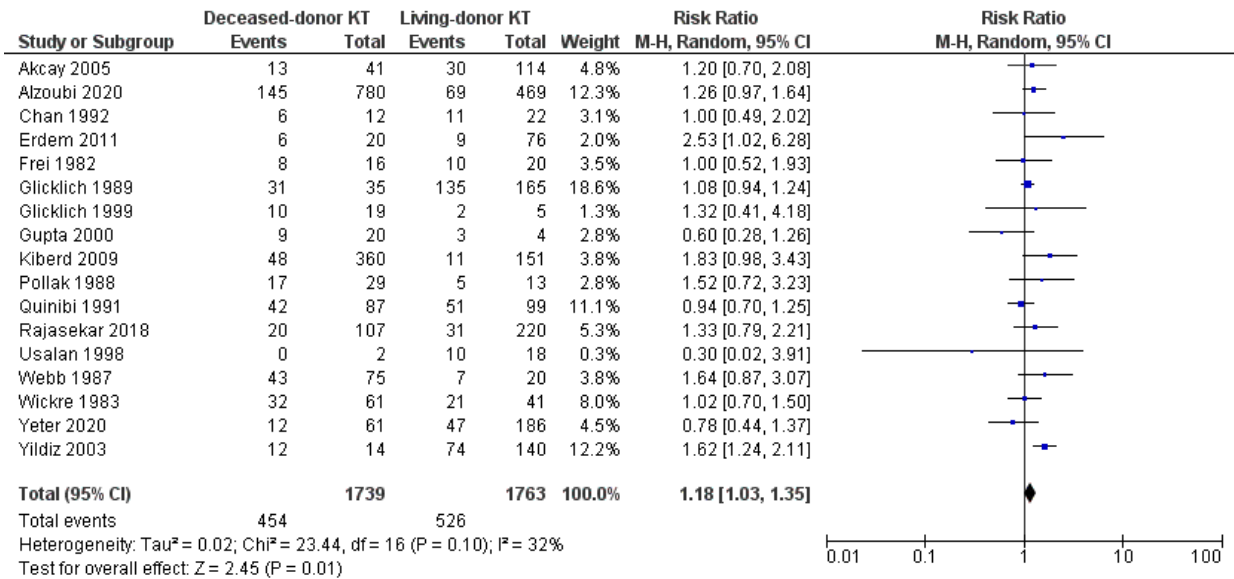 Deceased-donor KT Living-donor KT Risk Ratio Risk Ratio
Study or Subgroup Events Total Events Total Weight M-H, Random, 95% CI M-H, Random, 95% CI
Akcay 2005 13 41 30 114 4.8% 1.20 [0.70, 2.08]
Alzoubi 2020 145 780 69 469 12.3% 1.26 [0.97, 1.64]
Chan 1992 6 12 11 22 3.1% 1.00 [0.49, 2.02]
Erdem 2011 6 20 9 76 2.0% 2.53 [1.02, 6.28]
Frei 1982 8 16 10 20 3.5% 1.00 [0.52, 1.93]
Glicklich 1989 31 35 135 165 18.6% 1.08 [0.94, 1.24]
Glicklich 1999 10 19 2 5 1.3% 1.32 [0.41, 4.18]
Gupta 2000 9 20 3 4 2.8% 0.60 [0.28, 1.26]
Kiberd 2009 48 360 11 151 3.8% 1.83 [0.98, 3.43]
Pollak 1988 17 29 5 13 2.8% 1.52 [0.72, 3.23]
Quinibi 1991 42 87 51 99 11.1% 0.94 [0.70, 1.25]
Rajasekar 2018 20 107 31 220 5.3% 1.33 [0.79, 2.21]
Usalan 1998 0 2 10 18 0.3% 0.30 [0.02, 3.91]
Webb 1987 43 75 7 20 3.8% 1.64 [0.87, 3.07]
Wickre 1983 32 61 21 41 8.0% 1.02 [0.70, 1.50]
Yeter 2020 12 61 47 186 4.5% 0.78 [0.44, 1.37]
Yildiz 2003 12 14 74 140 12.2% 1.62 [1.24, 2.11]
Total (95% CI) 1739 1763 100.0% 1.18 [1.03, 1.35]
Total events 454 526
Heterogeneity: Tau² = 0.02; Chi² = 23.44, df = 16 (P = 0.10); I² = 32%
Test for overall effect: Z = 2.45 (P = 0.01)
0.01 0.1 1 10 100